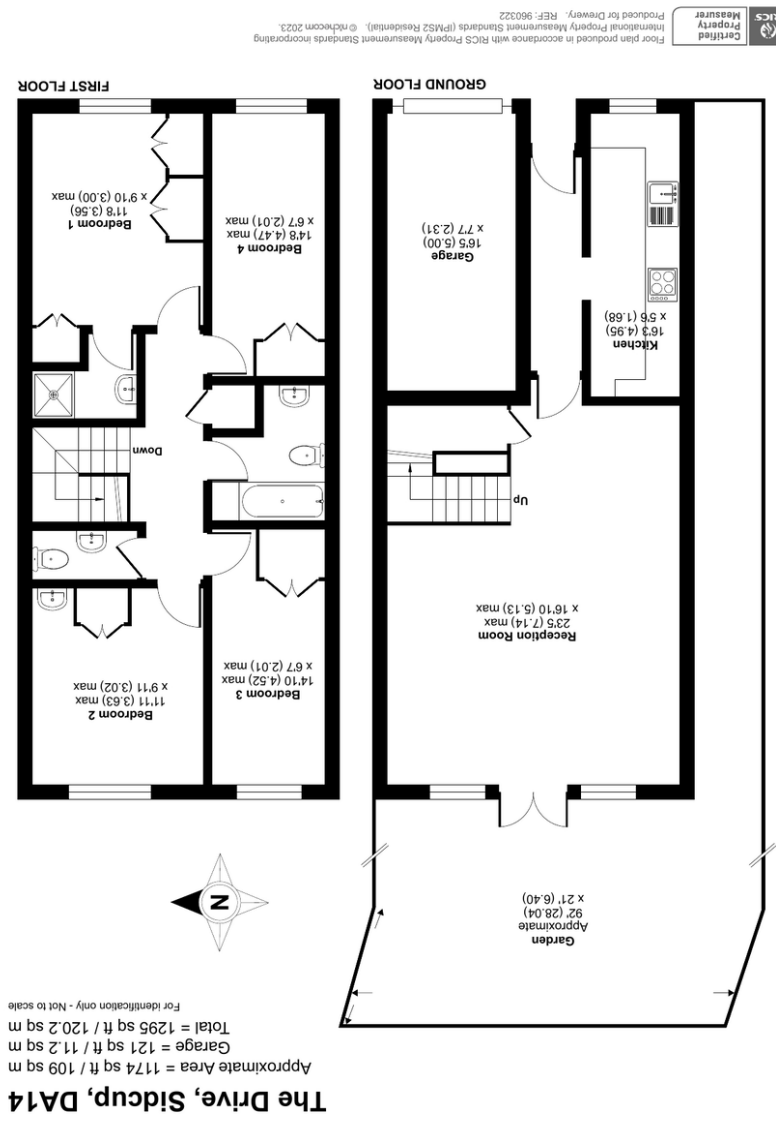 The Drive, Sidcup, DA14
Approximate Area = 1174 sq ft / 109 sq m
Garage = 121 sq ft / 11.2 sq m
Total = 1295 sq ft / 120.2 sq m
For identification only - Not to scale
Garden
Approximate
92' (28.04)
x 21' (6.40)
N
Reception Room
23'5 (7.14) max
x 16'10 (5.13) max
Up
Kitchen
16'3 (4.95)
x 5'6 (1.68)
Garage
16'5 (5.00)
x 7'7 (2.31)
GROUND FLOOR
Bedroom 3
14'10 (4.52) max
x 6'7 (2.01) max
Bedroom 2
11'11 (3.63) max
x 9'11 (3.02) max
Down
Bedroom 4
14'8 (4.47) max
x 6'7 (2.01) max
Bedroom 1
11'8 (3.56)
x 9'10 (3.00) max
FIRST FLOOR
RICS
Certified
Property
Measurer
Floor plan produced in accordance with RICS Property Measurement Standards incorporating
International Property Measurement Standards (IPMS2 Residential). © nichecom 2023.
Produced for Drewery. REF: 960322